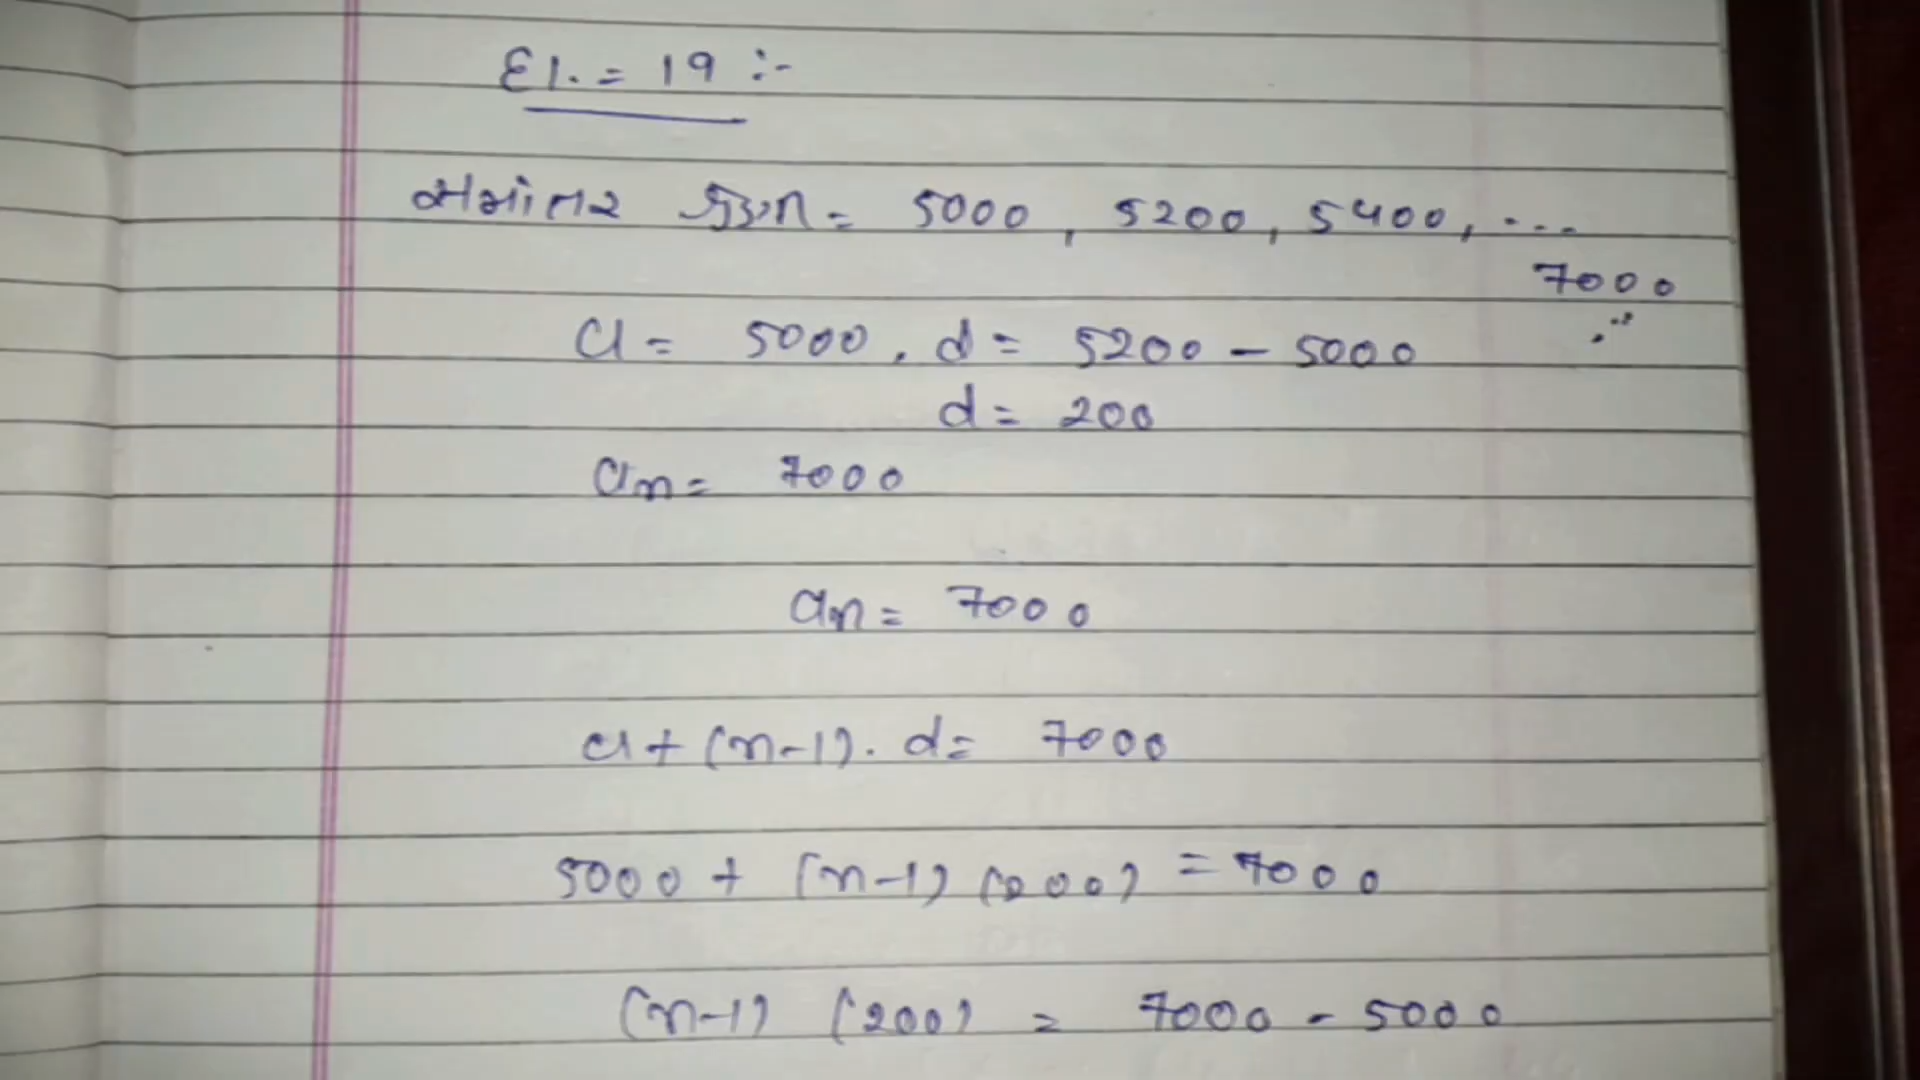 દા. = 19 :-
સમાંતર શ્રેણી = 5000, 5200, 5400, ...
7000
a = 5000, d = 5200 - 5000
d = 200
an = 7000
an = 7000
a + (n-1). d = 7000
5000 + (n-1) (200) = 7000
(n-1) (200) = 7000 - 5000